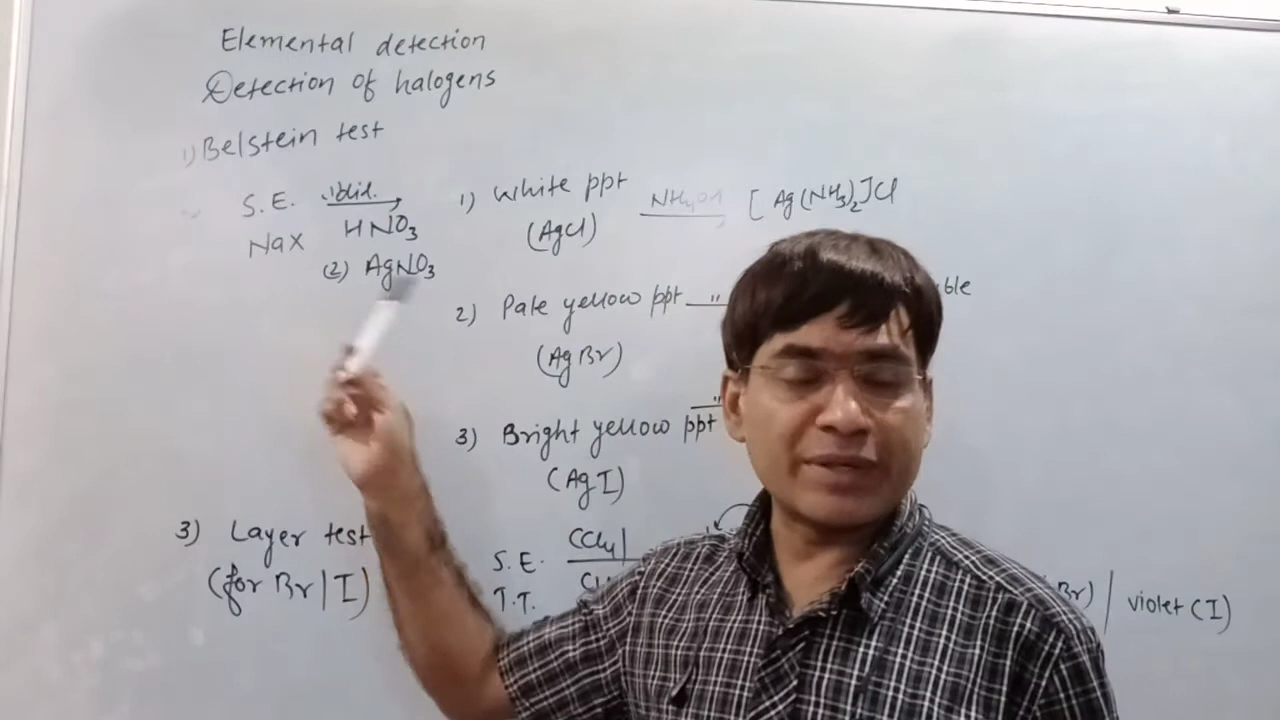 Elemental detection
Detection of halogens
1) Belstein test
S.E. 1) dil. 1) White ppt NH4OH [Ag(NH3)2]Cl
NaX HNO3 (AgCl)
(2) AgNO3
2) Pale yellow ppt "
(AgBr)
3) Bright yellow ppt "
(AgI)
3) Layer test S.E. CCl4|
(for Br|I) T.T. Br) | violet (I)